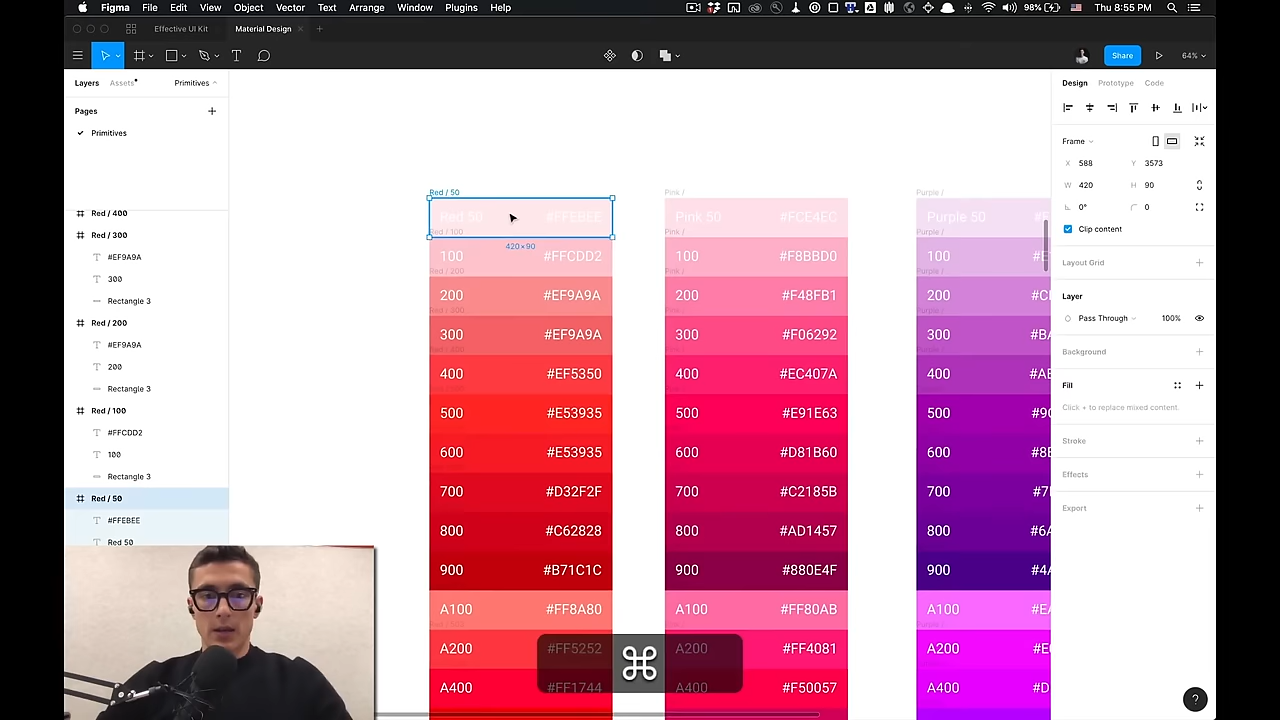 Figma File Edit View Object Vector Text Arrange Window Plugins Help
98% Thu 8:55 PM
Effective UI Kit Material Design
Share 64%
Layers Assets Primitives
Pages
Primitives
Red / 400
Red / 300
#EF9A9A
300
Rectangle 3
Red / 200
#EF9A9A
200
Rectangle 3
Red / 100
#FFCDD2
100
Rectangle 3
Red / 50
#FFEBEE
Red 50
Red / 50
Red 50 #FFEBEE
Red / 100
420 × 90
100 #FFCDD2
Red / 200
200 #EF9A9A
Red / 300
300 #EF9A9A
400 #EF5350
500 #E53935
600 #E53935
700 #D32F2F
800 #C62828
900 #B71C1C
A100 #FF8A80
A200 #FF5252
A400 #FF1744
Pink /
Pink 50 #FCE4EC
Pink /
100 #F8BBD0
Pink /
200 #F48FB1
Pink /
300 #F06292
400 #EC407A
500 #E91E63
600 #D81B60
700 #C2185B
800 #AD1457
900 #880E4F
A100 #FF80AB
A200 #FF4081
A400 #F50057
Purple /
Purple 50
Purple /
100
Purple /
200
Purple /
300
400
500
600
700
800
900
A100
A200
A400
⌘
Design Prototype Code
Frame
X 588 Y 3573
W 420 H 90
0° 0
Clip content
Layout Grid
Layer
Pass Through 100%
Background
Fill
Click + to replace mixed content.
Stroke
Effects
Export
?